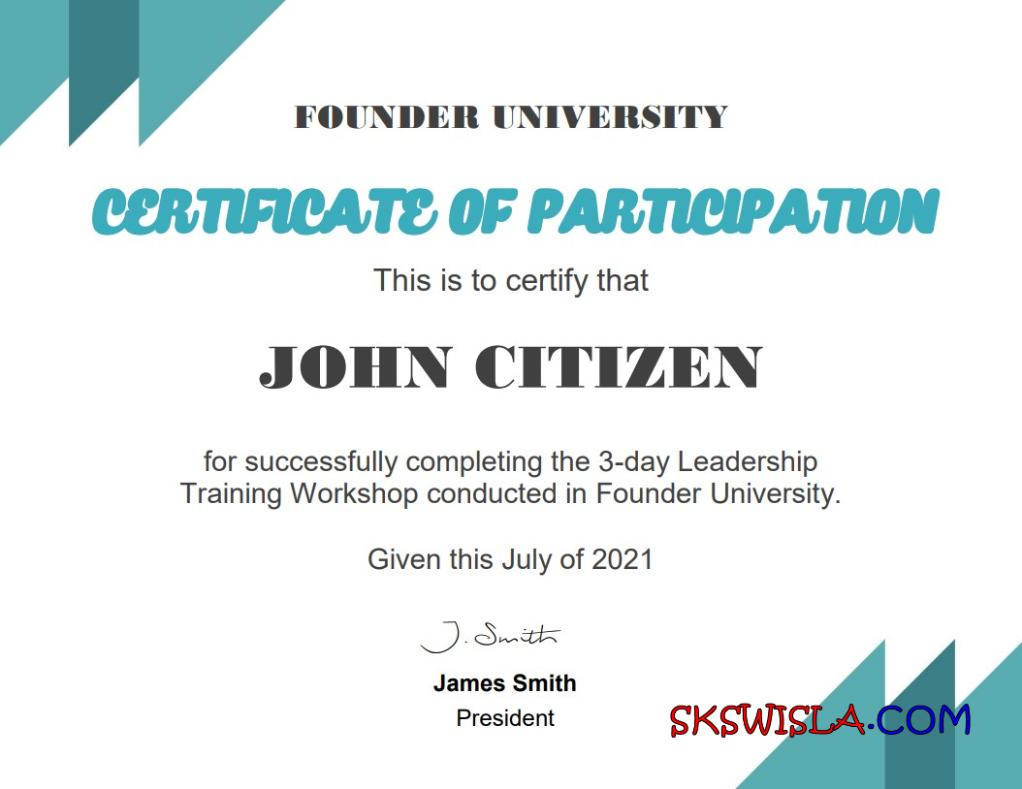 FOUNDER UNIVERSITY
CERTIFICATE OF PARTICIPATION
This is to certify that
JOHN CITIZEN
for successfully completing the 3-day Leadership
Training Workshop conducted in Founder University.
Given this July of 2021
J. Smith
James Smith
President
SKSWISLA.COM